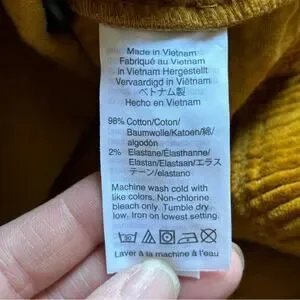 Made in Vietnam
Fabriqué au Vietnam
in Vietnam Hergestellt
Vervaardigd in Viëtnam
ベトナム製
Hecho en Vietnam
98% Cotton/Coton/
Baumwolle/Katoen/綿/
algodón
2% Elastane/Élasthanne/
Elastan/Elastaan/エラス
テーン/elastano
Machine wash cold with
like colors. Non-chlorine
bleach only. Tumble dry
low. Iron on lowest setting.
Laver à la machine à l'eau